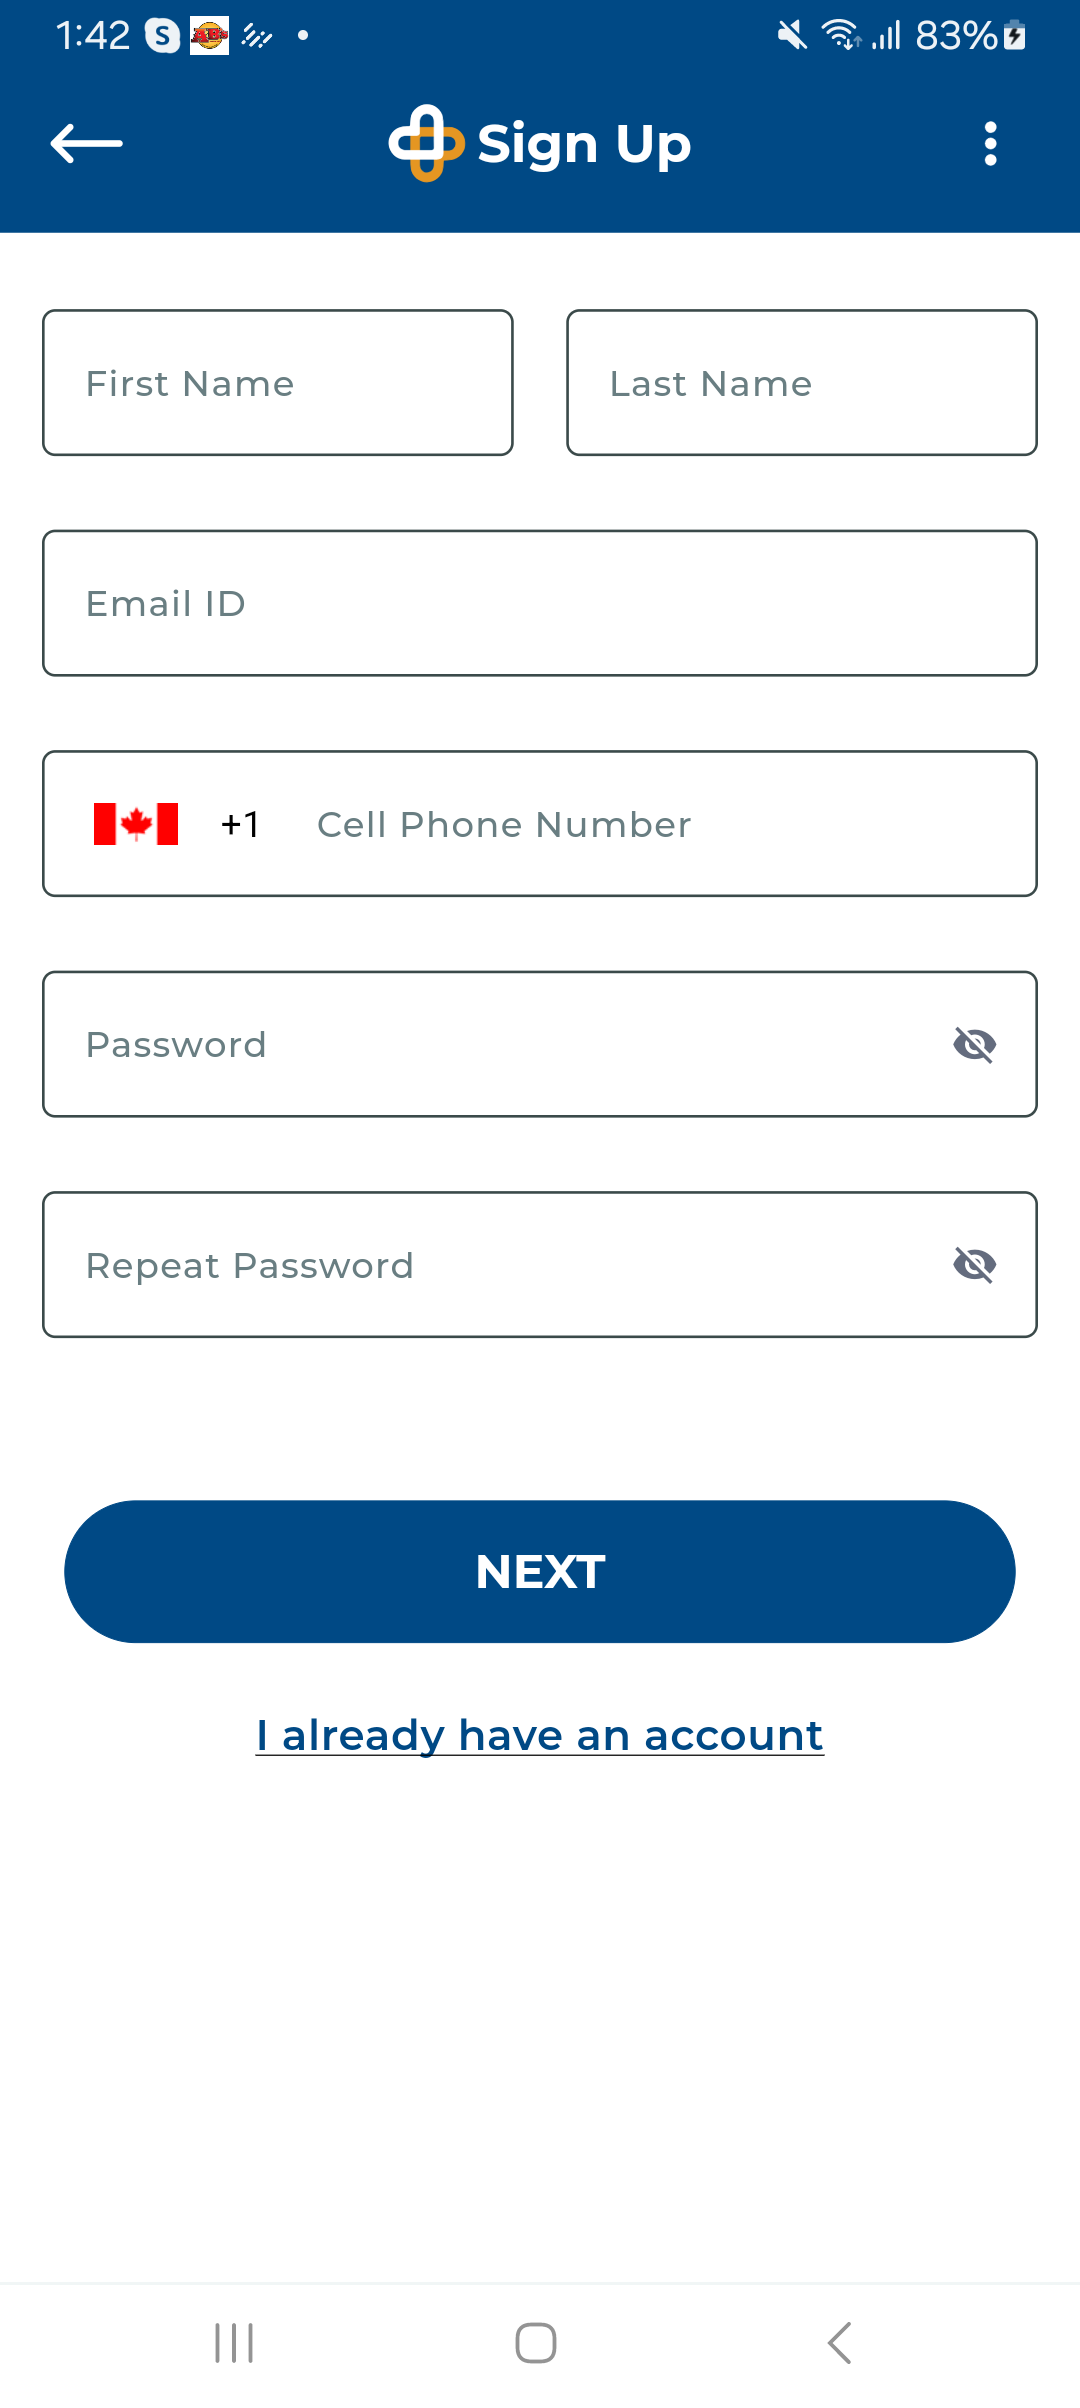 1:42 83%
Sign Up
First Name Last Name
Email ID
+1 Cell Phone Number
Password
Repeat Password
NEXT
I already have an account